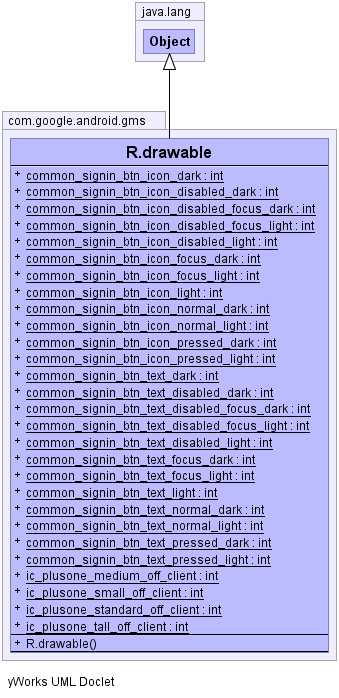 java.lang
Object
com.google.android.gms
R.drawable
+ common_signin_btn_icon_dark : int
+ common_signin_btn_icon_disabled_dark : int
+ common_signin_btn_icon_disabled_focus_dark : int
+ common_signin_btn_icon_disabled_focus_light : int
+ common_signin_btn_icon_disabled_light : int
+ common_signin_btn_icon_focus_dark : int
+ common_signin_btn_icon_focus_light : int
+ common_signin_btn_icon_light : int
+ common_signin_btn_icon_normal_dark : int
+ common_signin_btn_icon_normal_light : int
+ common_signin_btn_icon_pressed_dark : int
+ common_signin_btn_icon_pressed_light : int
+ common_signin_btn_text_dark : int
+ common_signin_btn_text_disabled_dark : int
+ common_signin_btn_text_disabled_focus_dark : int
+ common_signin_btn_text_disabled_focus_light : int
+ common_signin_btn_text_disabled_light : int
+ common_signin_btn_text_focus_dark : int
+ common_signin_btn_text_focus_light : int
+ common_signin_btn_text_light : int
+ common_signin_btn_text_normal_dark : int
+ common_signin_btn_text_normal_light : int
+ common_signin_btn_text_pressed_dark : int
+ common_signin_btn_text_pressed_light : int
+ ic_plusone_medium_off_client : int
+ ic_plusone_small_off_client : int
+ ic_plusone_standard_off_client : int
+ ic_plusone_tall_off_client : int
+ R.drawable()
yWorks UML Doclet